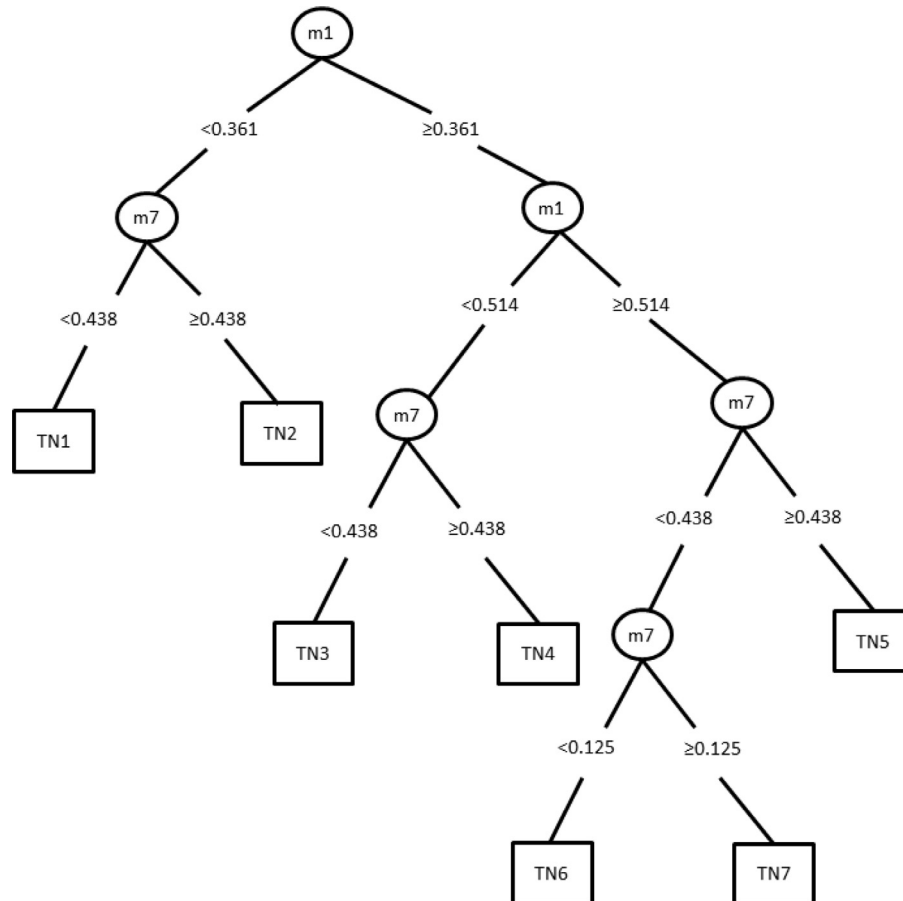 m1
<0.361
≥0.361
m7
m1
<0.438
≥0.438
<0.514
≥0.514
TN1
TN2
m7
m7
<0.438
≥0.438
<0.438
≥0.438
TN3
TN4
m7
TN5
<0.125
≥0.125
TN6
TN7